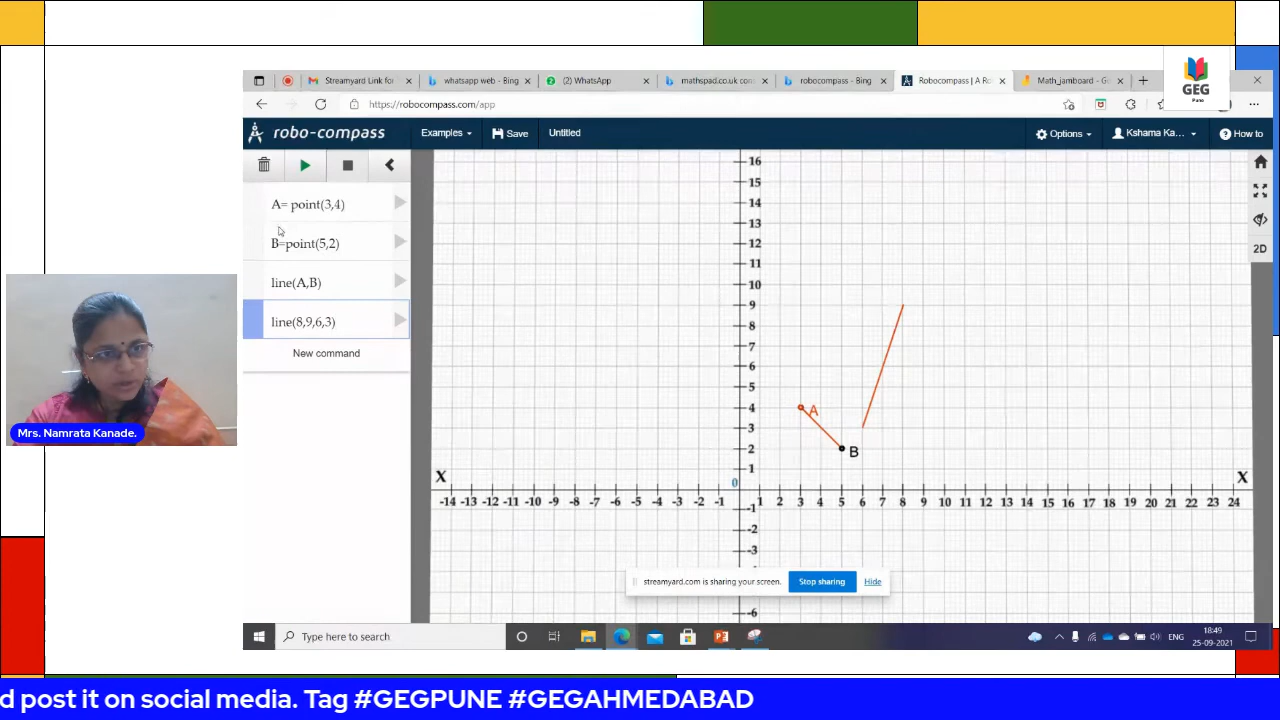 GEG
Pune
Streamyard Link for
whatsapp web - Bing
(2) WhatsApp
mathspad.co.uk con
robocompass - Bing
Robocompass | A Ro
Math_jamboard - Go
https://robocompass.com/app
robo-compass
Examples
Save
Untitled
Options
Kshama Ka...
How to
A= point(3,4)
B=point(5,2)
line(A,B)
line(8,9,6,3)
New command
2D
16
15
14
13
12
11
10
9
8
7
6
5
4
3
2
1
A
B
X
0
X
-14 -13 -12 -11 -10 -9 -8 -7 -6 -5 -4 -3 -2 -1 1 2 3 4 5 6 7 8 9 10 11 12 13 14 15 16 17 18 19 20 21 22 23 24
-1
-2
-3
-6
streamyard.com is sharing your screen.
Stop sharing
Hide
Mrs. Namrata Kanade.
Type here to search
ENG
18:49
25-09-2021
d post it on social media. Tag #GEGPUNE #GEGAHMEDABAD